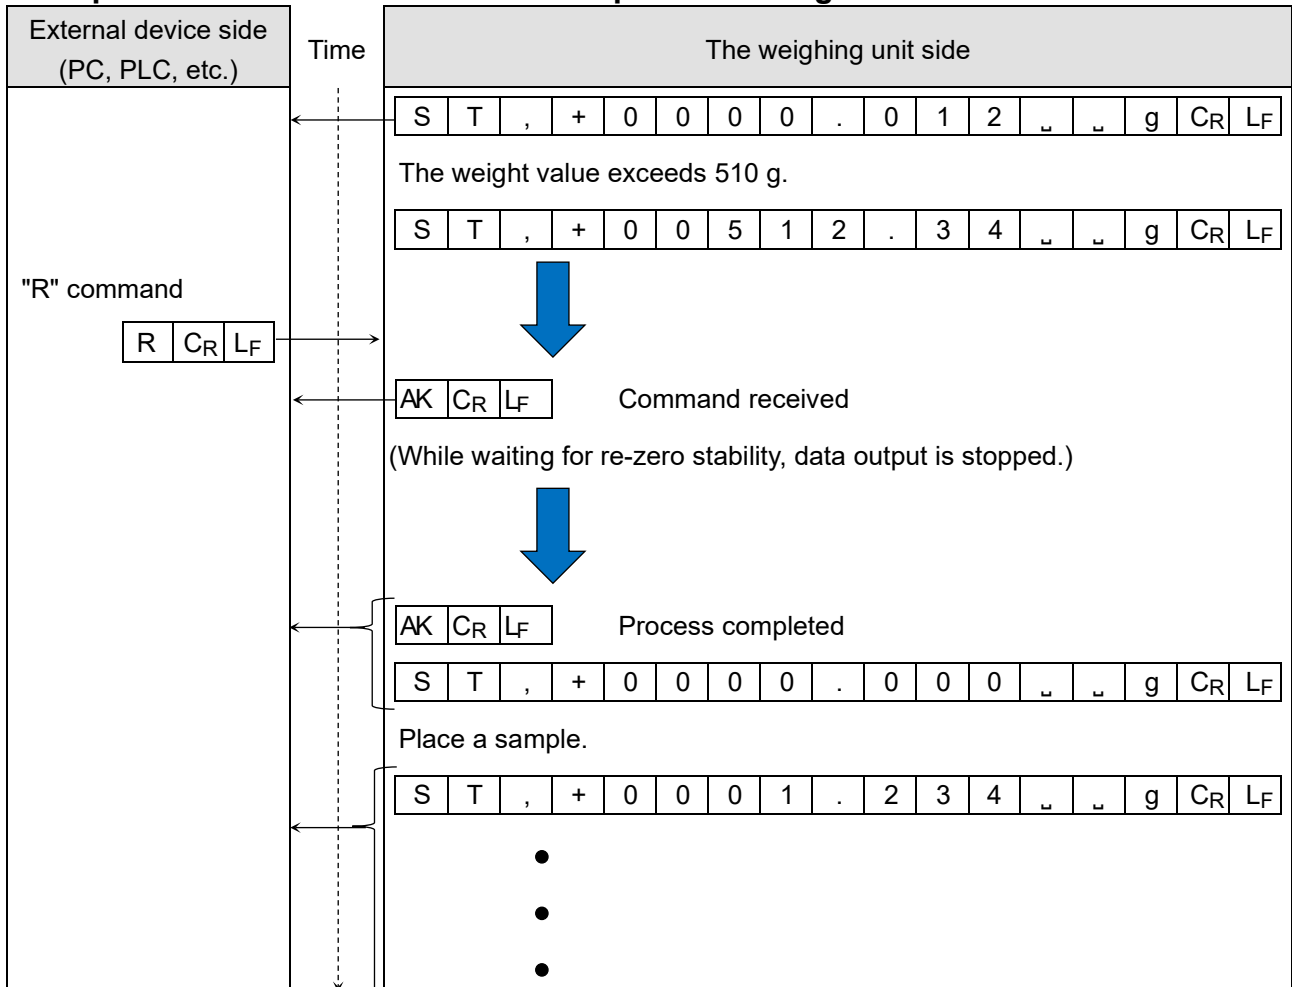 External device side
(PC, PLC, etc.)
Time
The weighing unit side
S T , + 0 0 0 0 . 0 1 2 ␣ ␣ g CR LF
The weight value exceeds 510 g.
S T , + 0 0 5 1 2 . 3 4 ␣ ␣ g CR LF
"R" command
R CR LF
AK CR LF Command received
(While waiting for re-zero stability, data output is stopped.)
AK CR LF Process completed
S T , + 0 0 0 0 . 0 0 0 ␣ ␣ g CR LF
Place a sample.
S T , + 0 0 0 1 . 2 3 4 ␣ ␣ g CR LF